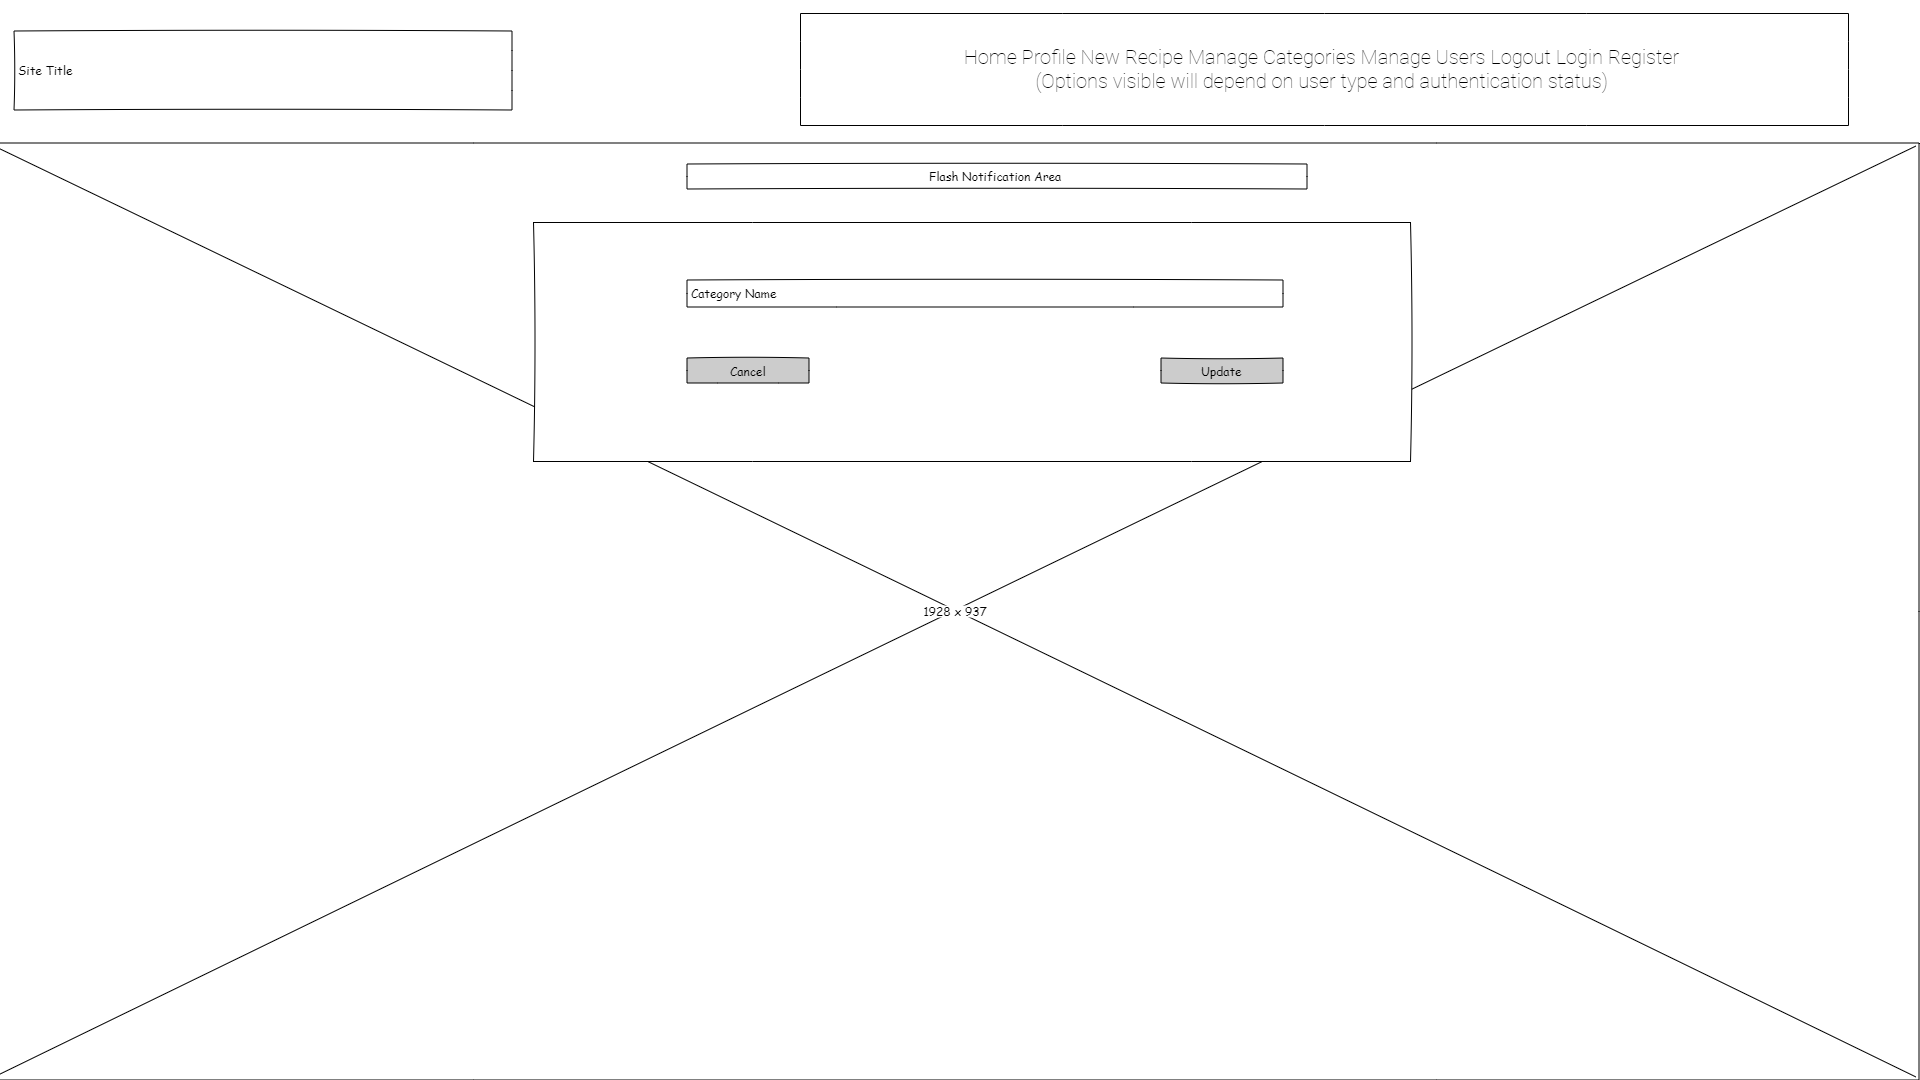 Site Title
Home Profile New Recipe Manage Categories Manage Users Logout Login Register
(Options visible will depend on user type and authentication status)
Flash Notification Area
Category Name
Cancel
Update
1928 x 937